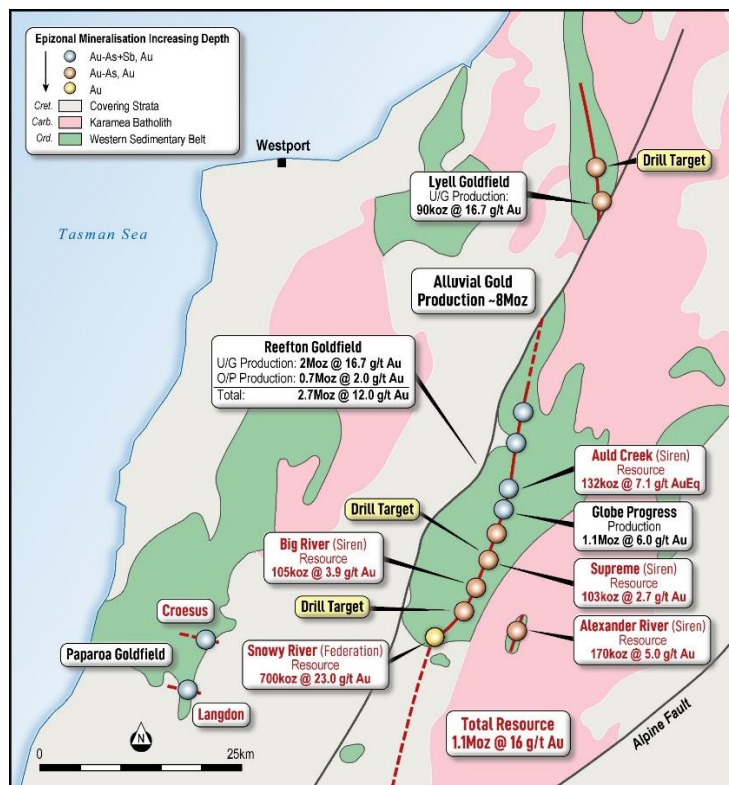 Epizonal Mineralisation Increasing Depth
Au-As+Sb, Au
Au-As, Au
Au
Cret. Covering Strata
Carb. Karamea Batholith
Ord. Western Sedimentary Belt
Westport
Tasman Sea
Drill Target
Lyell Goldfield
U/G Production:
90koz @ 16.7 g/t Au
Alluvial Gold
Production ~8Moz
Reefton Goldfield
U/G Production: 2Moz @ 16.7 g/t Au
O/P Production: 0.7Moz @ 2.0 g/t Au
Total: 2.7Moz @ 12.0 g/t Au
Auld Creek (Siren)
Resource
132koz @ 7.1 g/t AuEq
Drill Target
Globe Progress
Production
1.1Moz @ 6.0 g/t Au
Big River (Siren)
Resource
105koz @ 3.9 g/t Au
Supreme (Siren)
Resource
103koz @ 2.7 g/t Au
Drill Target
Croesus
Alexander River (Siren)
Resource
170koz @ 5.0 g/t Au
Paparoa Goldfield
Snowy River (Federation)
Resource
700koz @ 23.0 g/t Au
Langdon
Total Resource
1.1Moz @ 16 g/t Au
Alpine Fault
N
0 25km